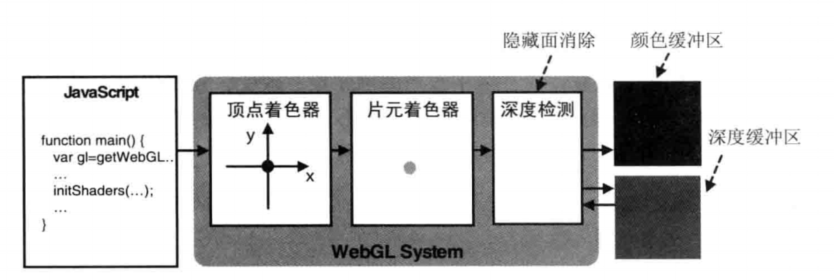 隐藏面消除
颜色缓冲区
JavaScript
function main() {
var gl=getWebGL..
...
initShaders(...);
...
}
顶点着色器
y
x
片元着色器
深度检测
深度缓冲区
WebGL System